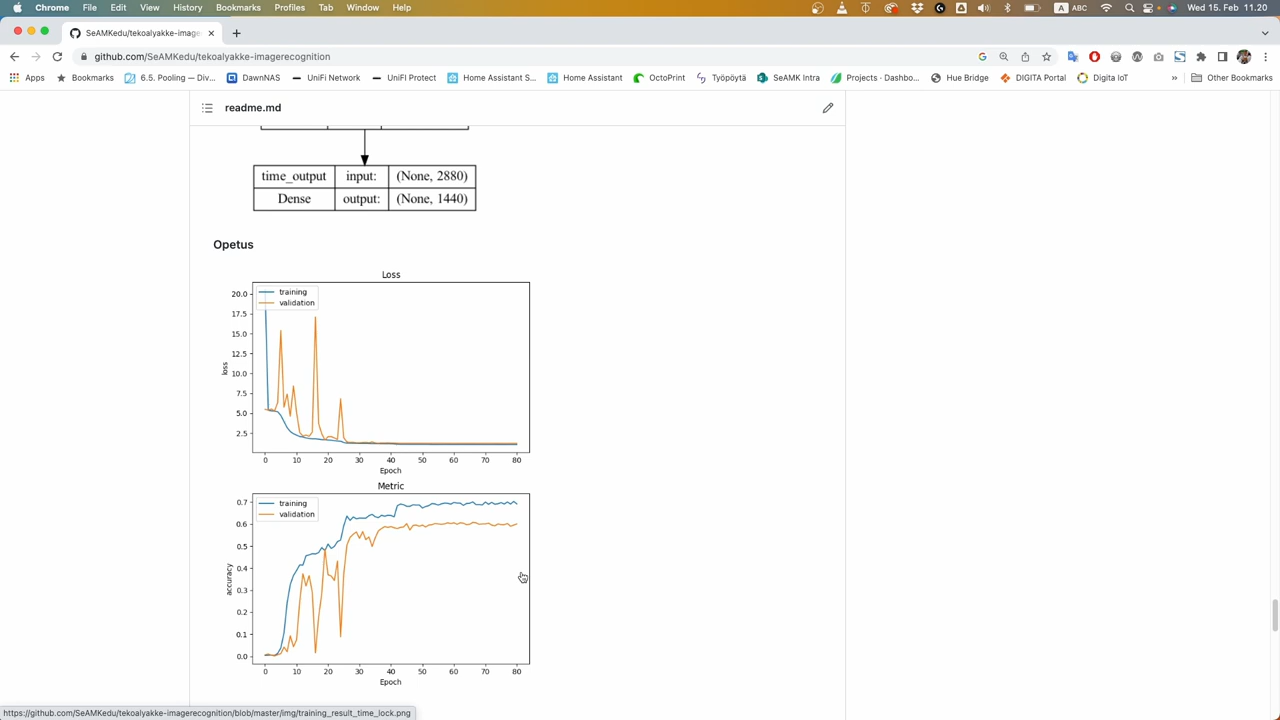 Chrome File Edit View History Bookmarks Profiles Tab Window Help A ABC Wed 15. Feb 11.20
SeAMKedu/tekoalyakke-image
github.com/SeAMKedu/tekoalyakke-imagerecognition
Apps Bookmarks 6.5. Pooling — Div... DawnNAS UniFi Network UniFI Protect Home Assistant S... Home Assistant OctoPrint Työpöytä SeAMK Intra Projects · Dashbo... Hue Bridge DIGITA Portal Digita IoT » Other Bookmarks
readme.md
time_output input: (None, 2880)
Dense output: (None, 1440)
Opetus
Loss
training
validation
20.0
17.5
15.0
12.5
10.0
7.5
5.0
2.5
loss
0 10 20 30 40 50 60 70 80
Epoch
Metric
training
validation
0.7
0.6
0.5
0.4
0.3
0.2
0.1
0.0
accuracy
0 10 20 30 40 50 60 70 80
Epoch
https://github.com/SeAMKedu/tekoalyakke-imagerecognition/blob/master/img/training_result_time_lock.png